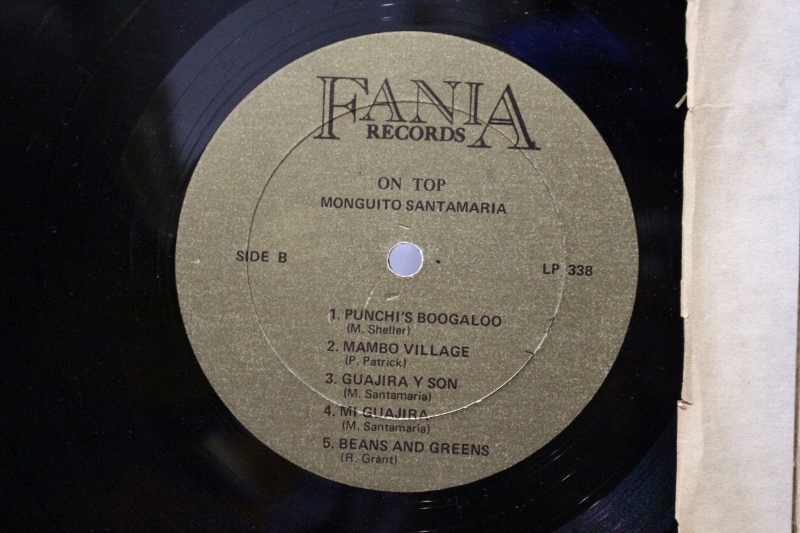 FANIA
RECORDS
ON TOP
MONGUITO SANTAMARIA
SIDE B
LP 338
1. PUNCHI'S BOOGALOO
(M. Sheller)
2. MAMBO VILLAGE
(P. Patrick)
3. GUAJIRA Y SON
(M. Santamaria)
4. MI GUAJIRA
(M. Santamaria)
5. BEANS AND GREENS
(R. Grant)